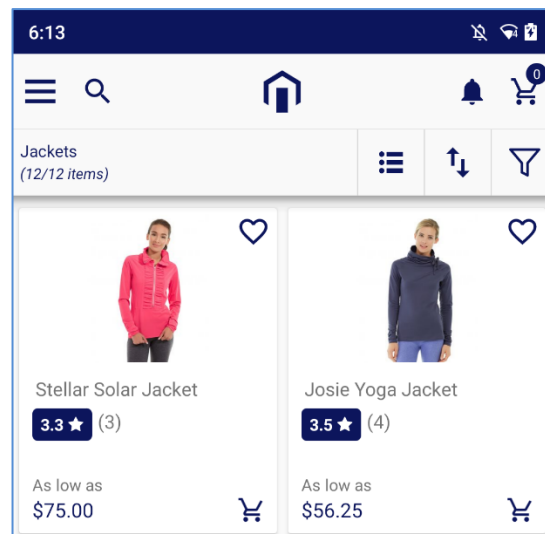 6:13
0
Jackets
(12/12 items)
Stellar Solar Jacket
3.3 ★ (3)
As low as
$75.00
Josie Yoga Jacket
3.5 ★ (4)
As low as
$56.25